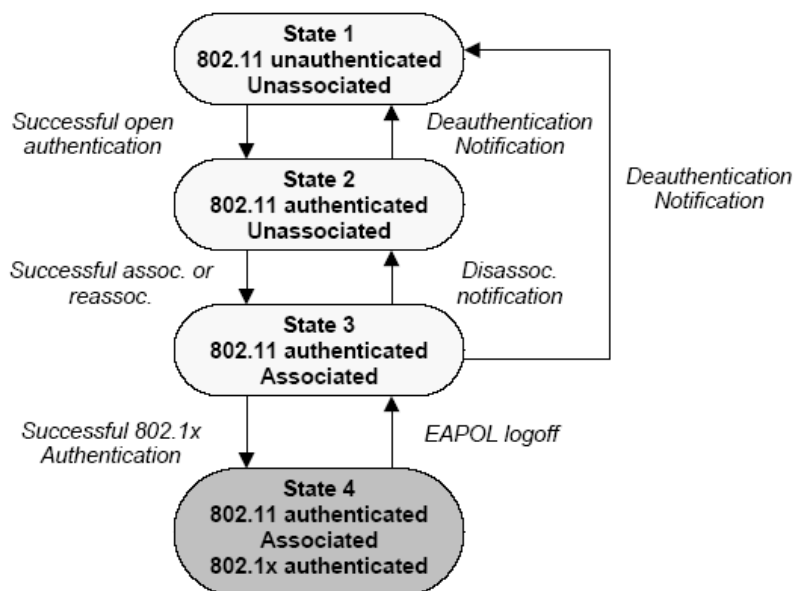 State 1
802.11 unauthenticated
Unassociated
Successful open
authentication
Deauthentication
Notification
Deauthentication
Notification
State 2
802.11 authenticated
Unassociated
Successful assoc. or
reassoc.
Disassoc.
notification
State 3
802.11 authenticated
Associated
Successful 802.1x
Authentication
EAPOL logoff
State 4
802.11 authenticated
Associated
802.1x authenticated